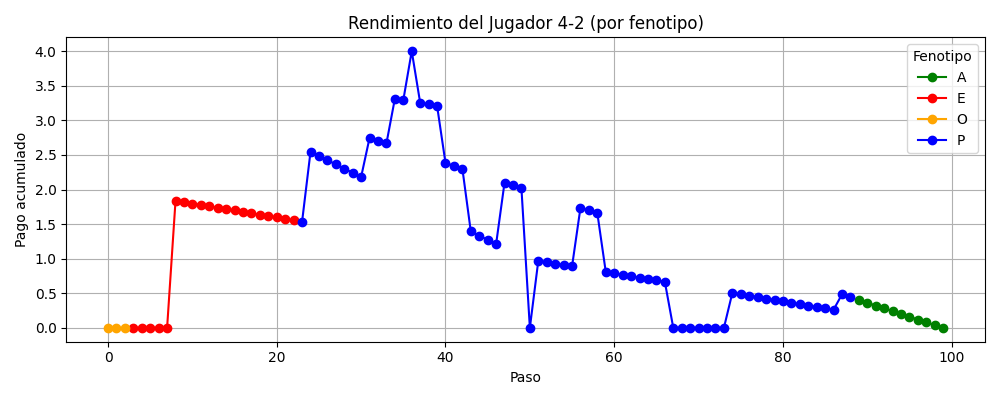 Rendimiento del Jugador 4-2 (por fenotipo)
Pago acumulado
4.0
3.5
3.0
2.5
2.0
1.5
1.0
0.5
0.0
Fenotipo
A
E
O
P
0
20
40
60
80
100
Paso